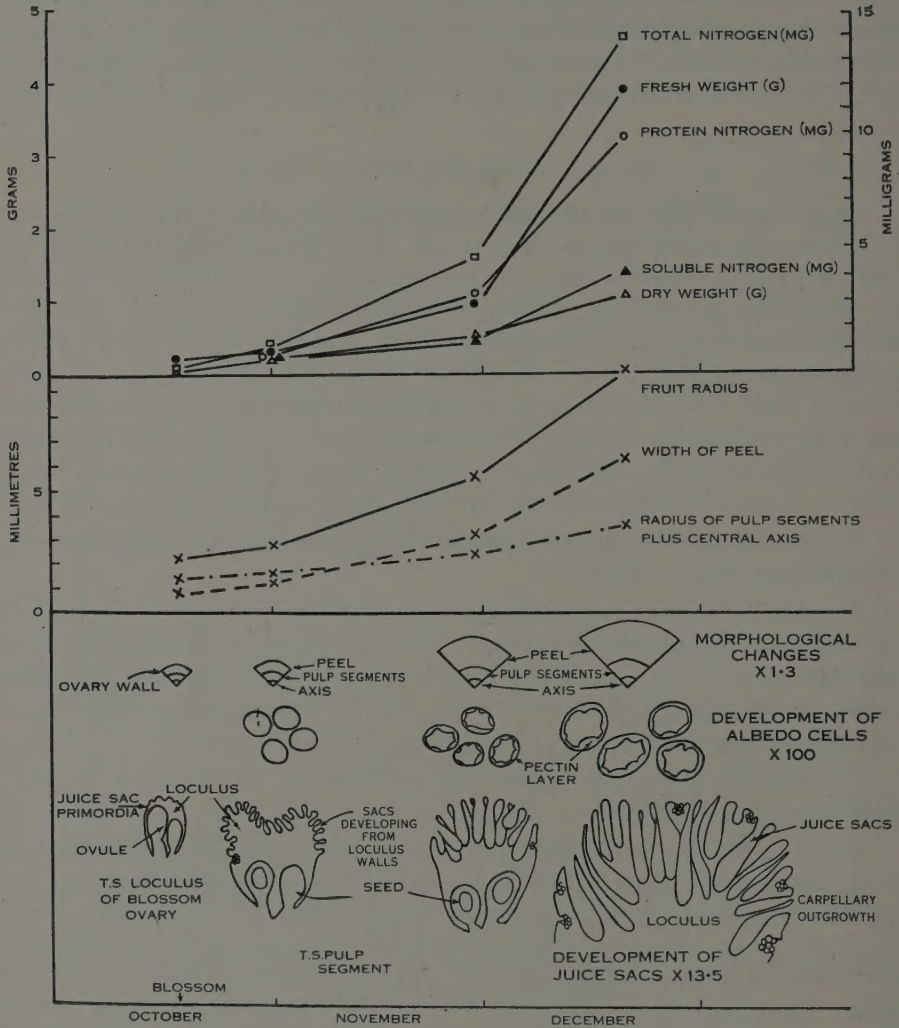 5
4
3
2
1
0
GRAMS
15
10
5
MILLIGRAMS
TOTAL NITROGEN (MG)
FRESH WEIGHT (G)
PROTEIN NITROGEN (MG)
SOLUBLE NITROGEN (MG)
DRY WEIGHT (G)
MILLIMETRES
5
0
FRUIT RADIUS
WIDTH OF PEEL
RADIUS OF PULP SEGMENTS
PLUS CENTRAL AXIS
OVARY WALL
PEEL
PULP SEGMENTS
AXIS
PEEL
PULP SEGMENTS
AXIS
MORPHOLOGICAL
CHANGES
X 1·3
PECTIN
LAYER
DEVELOPMENT OF
ALBEDO CELLS
X 100
JUICE SAC
PRIMORDIA
LOCULUS
OVULE
T.S. LOCULUS
OF BLOSSOM
OVARY
SACS
DEVELOPING
FROM
LOCULUS
WALLS
SEED
T.S. PULP
SEGMENT
JUICE SACS
LOCULUS
CARPELLARY
OUTGROWTH
DEVELOPMENT OF
JUICE SACS X 13·5
BLOSSOM
OCTOBER
NOVEMBER
DECEMBER